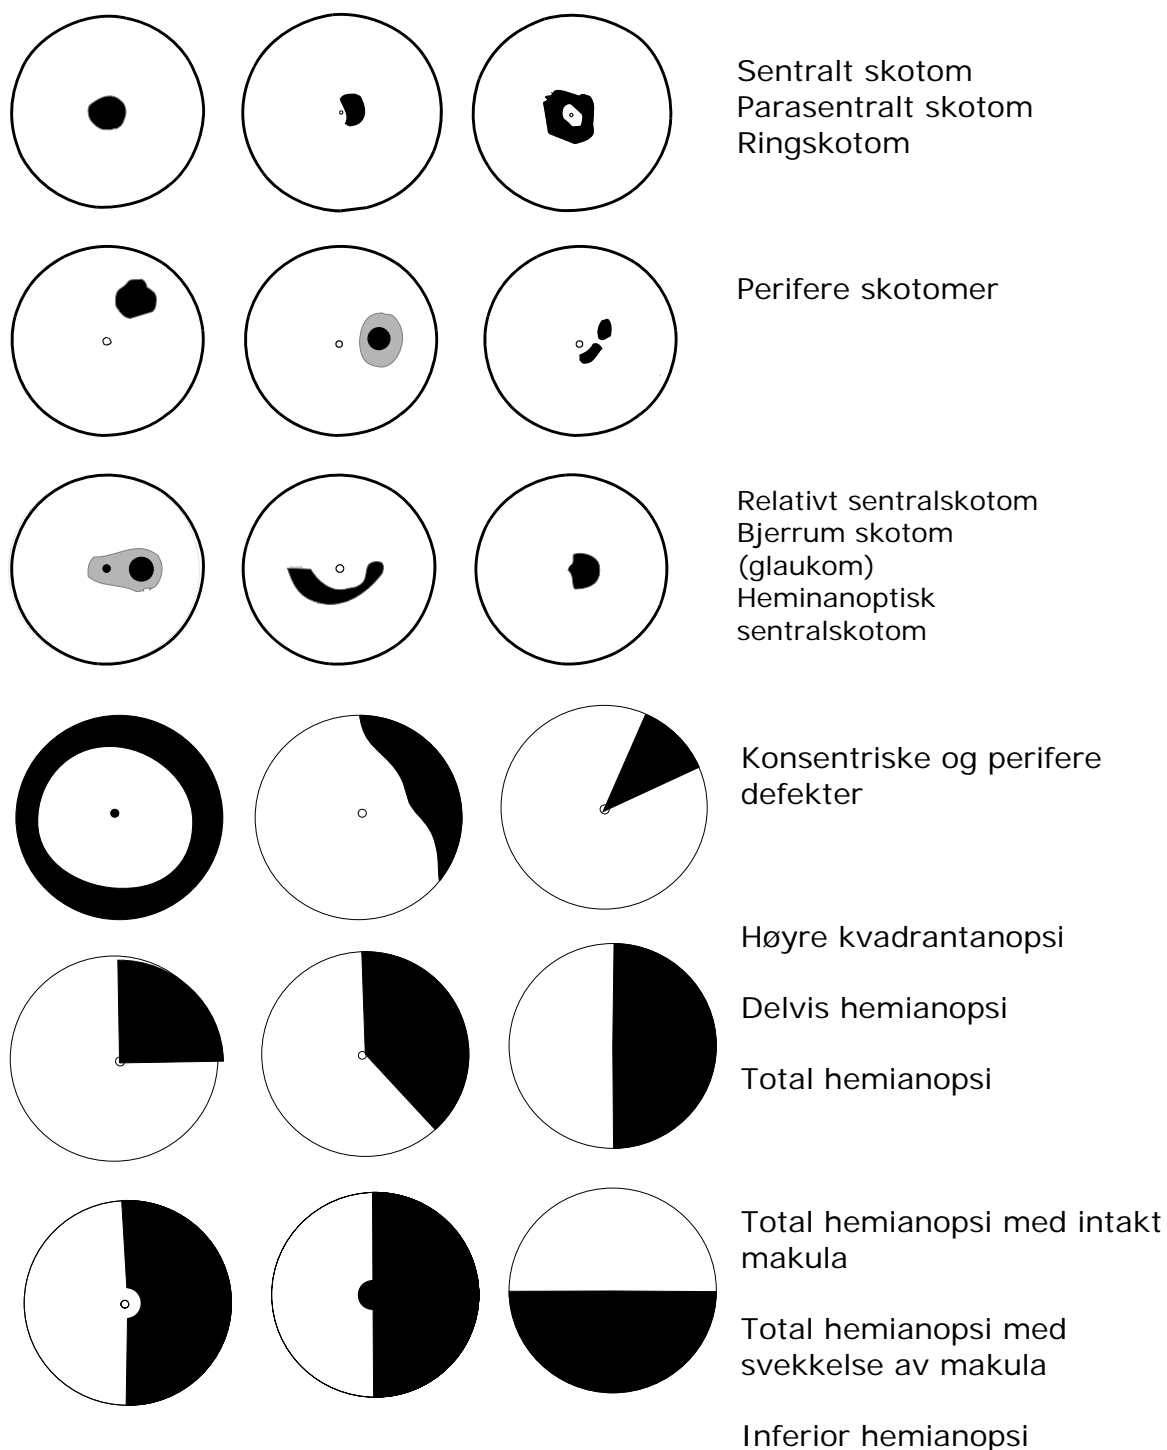 Sentralt skotom
Parasentralt skotom
Ringskotom
Perifere skotomer
Relativt sentralskotom
Bjerrum skotom
(glaukom)
Heminanoptisk
sentralskotom
Konsentriske og perifere
defekter
Høyre kvadrantanopsi
Delvis hemianopsi
Total hemianopsi
Total hemianopsi med intakt
makula
Total hemianopsi med
svekkelse av makula
Inferior hemianopsi